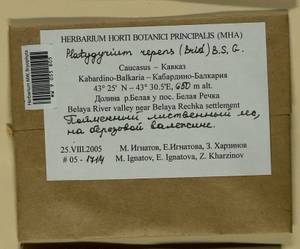 HERBARIUM HORTI BOTANICI PRINCIPALIS (MHA)
Platygyrium repens (Brid.) B.S.G.
Caucasus – Кавказ
Kabardino-Balkaria – Кабардино-Балкария
43° 25' N – 43° 30.5'E, 650 m alt.
Долина р.Белая у пос. Белая Речка
Belaya River valley near Belaya Rechka settlement
Пойменный лиственный лес,
на березовой валежине.
25.VIII.2005 М. Игнатов, Е.Игнатова, З. Харзинов
# 05 - 1714 M. Ignatov, E. Ignatova, Z. Kharzinov